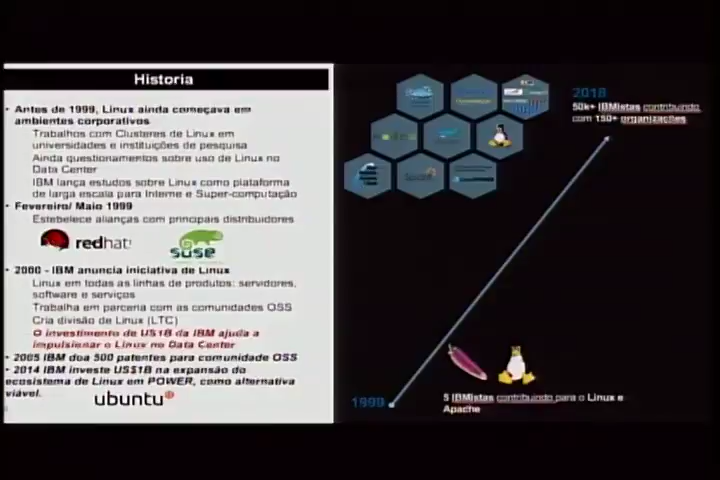 Historia
Antes de 1999, Linux ainda começava em
ambientes corporativos
Trabalhos com Clusteres de Linux em
universidades e instituições de pesquisa
Ainda questionamentos sobre uso de Linux no
Data Center
IBM lança estudos sobre Linux como plataforma
de larga escala para Interne e Super-computação
Fevereiro/ Maio 1999
Estebelece alianças com principais distribuidores
redhat
suse
2000 - IBM anuncia iniciativa de Linux
Linux em todas as linhas de produtos: servidores,
software e serviços
Trabalha em parceria com as comunidades OSS
Cria divisão de Linux (LTC)
O investimento de US1B da IBM ajuda a
impulsionar o Linux no Data Center
2005 IBM doa 500 patentes para comunidade OSS
2014 IBM investe US$1B na expansão do
ecosistema de Linux em POWER, como alternativa
viável.
ubuntu
2018
50k+ IBMistas contribuindo
com 150+ organizações
1999
5 IBMistas contribuindo para o Linux e
Apache